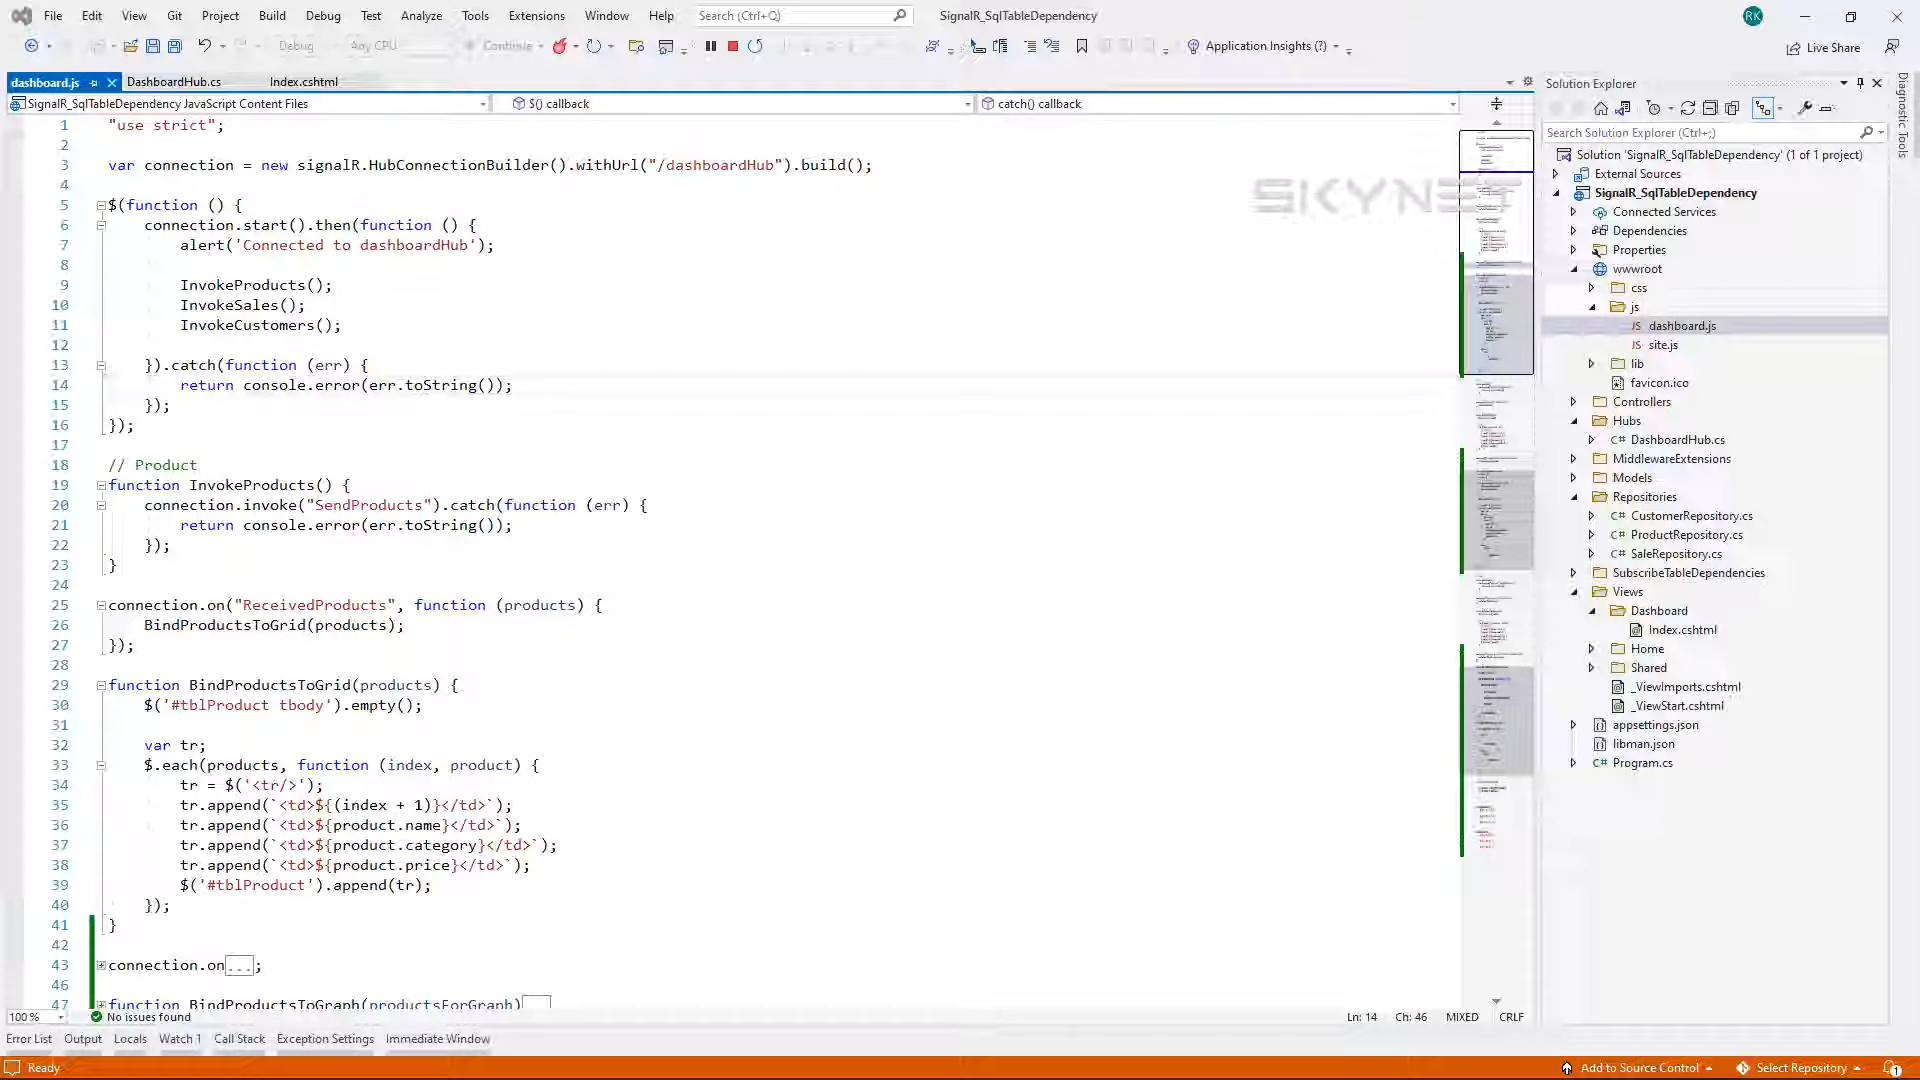 File Edit View Git Project Build Debug Test Analyze Tools Extensions Window Help Search (Ctrl+Q) SignalR_SqlTableDependency RK
Debug Any CPU Continue Application Insights (?) Live Share
dashboard.js DashboardHub.cs Index.cshtml
SignalR_SqlTableDependency JavaScript Content Files $() callback catch() callback
1 "use strict";
2
3 var connection = new signalR.HubConnectionBuilder().withUrl("/dashboardHub").build();
4
5 $(function () {
6 connection.start().then(function () {
7 alert('Connected to dashboardHub');
8
9 InvokeProducts();
10 InvokeSales();
11 InvokeCustomers();
12
13 }).catch(function (err) {
14 return console.error(err.toString());
15 });
16 });
17
18 // Product
19 function InvokeProducts() {
20 connection.invoke("SendProducts").catch(function (err) {
21 return console.error(err.toString());
22 });
23 }
24
25 connection.on("ReceivedProducts", function (products) {
26 BindProductsToGrid(products);
27 });
28
29 function BindProductsToGrid(products) {
30 $('#tblProduct tbody').empty();
31
32 var tr;
33 $.each(products, function (index, product) {
34 tr = $('<tr/>');
35 tr.append(`<td>${(index + 1)}</td>`);
36 tr.append(`<td>${product.name}</td>`);
37 tr.append(`<td>${product.category}</td>`);
38 tr.append(`<td>${product.price}</td>`);
39 $('#tblProduct').append(tr);
40 });
41 }
42
43 connection.on...;
46
47 function BindProductsToGraph(productsForGraph)
SKYNET
100 % No issues found Ln: 14 Ch: 46 MIXED CRLF
Error List Output Locals Watch 1 Call Stack Exception Settings Immediate Window
Ready Add to Source Control Select Repository 1
Solution Explorer
Search Solution Explorer (Ctrl+;)
Solution 'SignalR_SqlTableDependency' (1 of 1 project)
External Sources
SignalR_SqlTableDependency
Connected Services
Dependencies
Properties
wwwroot
css
js
JS dashboard.js
JS site.js
lib
favicon.ico
Controllers
Hubs
C# DashboardHub.cs
MiddlewareExtensions
Models
Repositories
C# CustomerRepository.cs
C# ProductRepository.cs
C# SaleRepository.cs
SubscribeTableDependencies
Views
Dashboard
Index.cshtml
Home
Shared
_ViewImports.cshtml
_ViewStart.cshtml
appsettings.json
libman.json
C# Program.cs
Diagnostic Tools